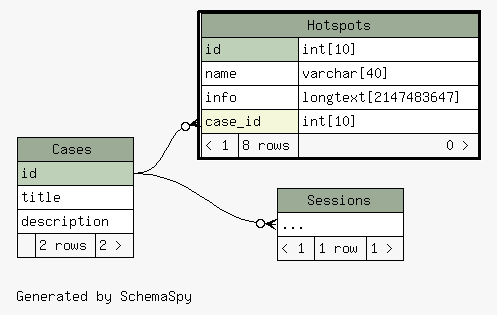 Hotspots
id int[10]
name varchar[40]
info longtext[2147483647]
case_id int[10]
< 1 8 rows 0 >
Cases
id
title
description
2 rows 2 >
Sessions
...
< 1 1 row 1 >
Generated by SchemaSpy